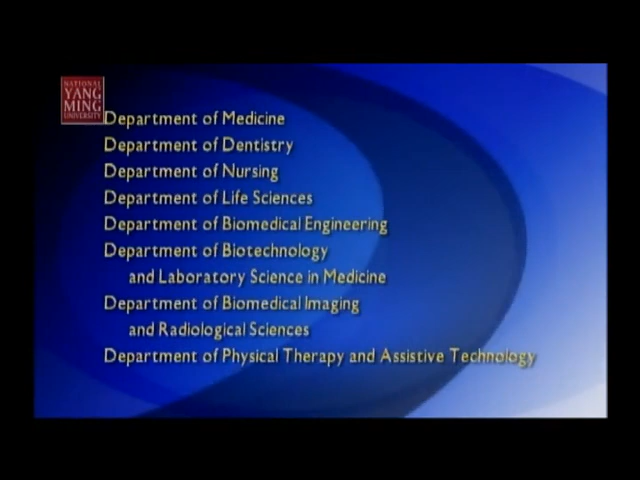 NATIONAL
YANG
MING
UNIVERSITY
Department of Medicine
Department of Dentistry
Department of Nursing
Department of Life Sciences
Department of Biomedical Engineering
Department of Biotechnology
and Laboratory Science in Medicine
Department of Biomedical Imaging
and Radiological Sciences
Department of Physical Therapy and Assistive Technology